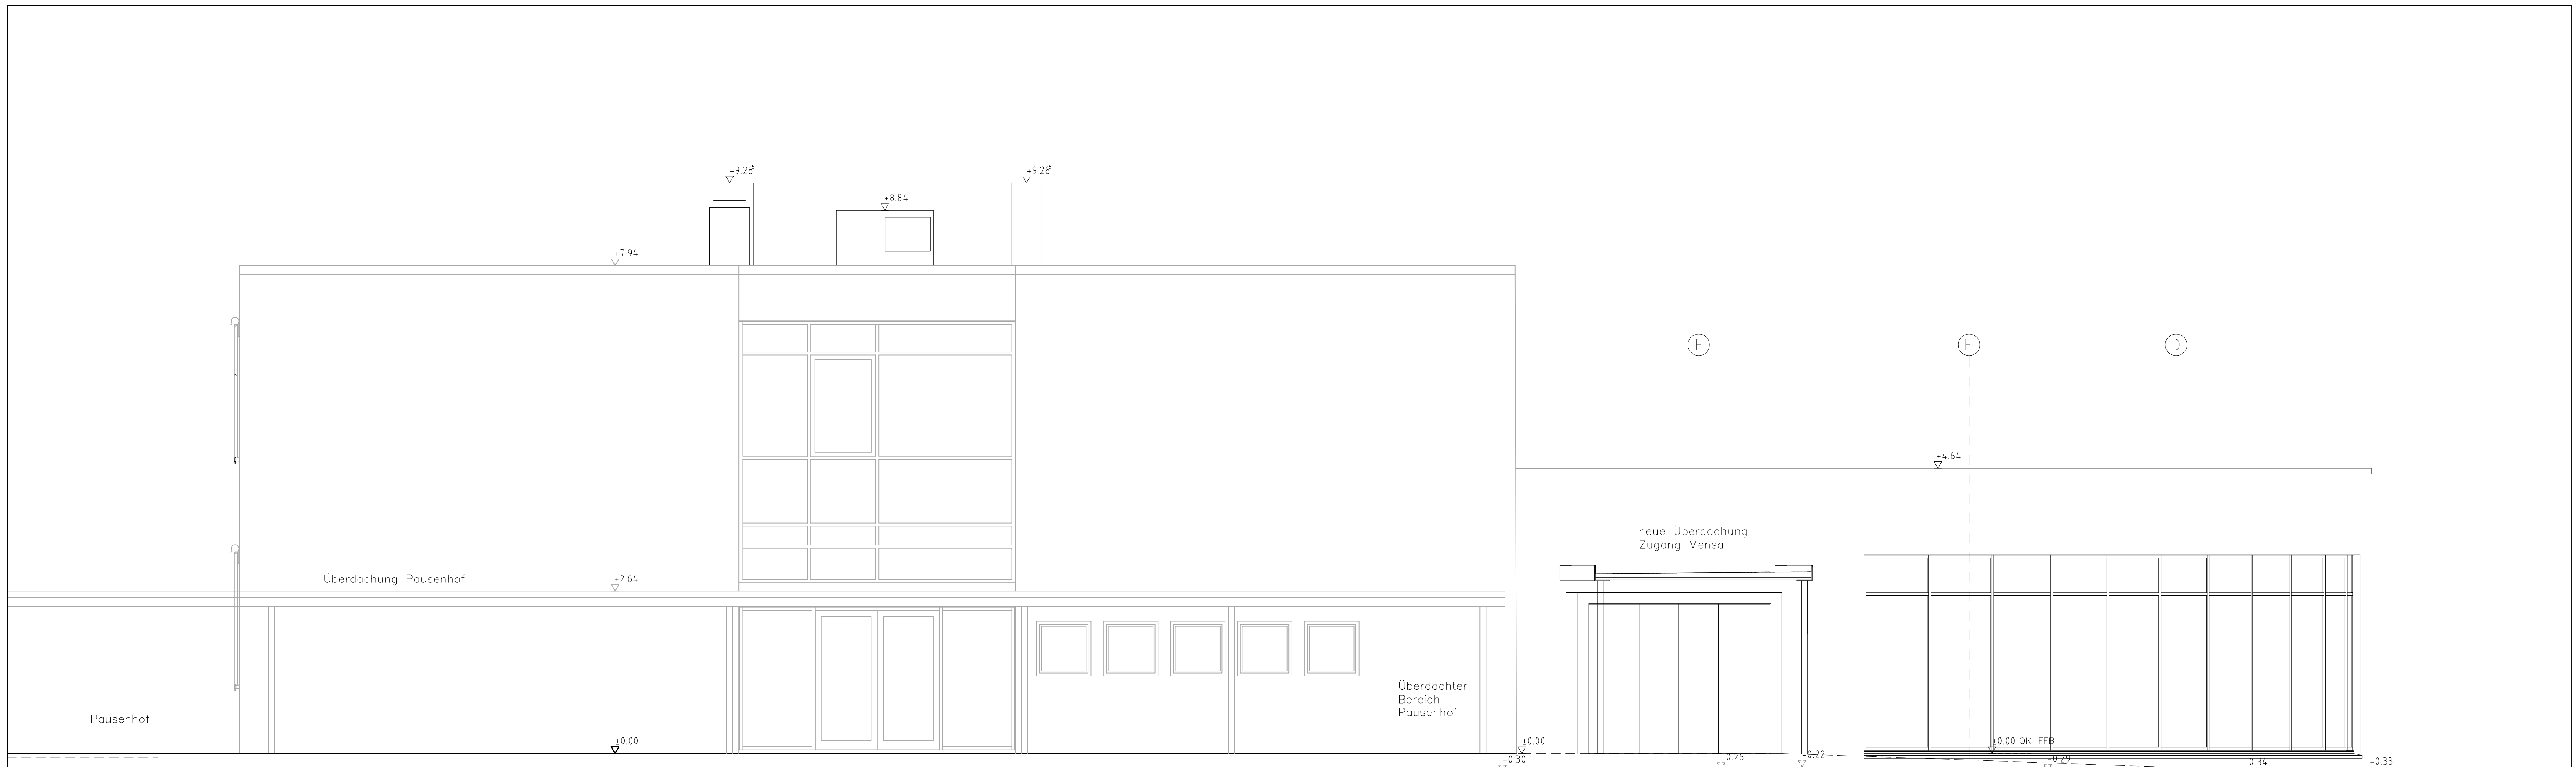 +9.28⁵
+9.28⁵
+8.84
+7.94
F
E
D
+4.64
neue Überdachung
Zugang Mensa
Überdachung Pausenhof
+2.64
Überdachter
Bereich
Pausenhof
Pausenhof
±0.00
±0.00
±0.00 OK FFB
-0.30
-0.26
-0.22
-0.29
-0.34
-0.33